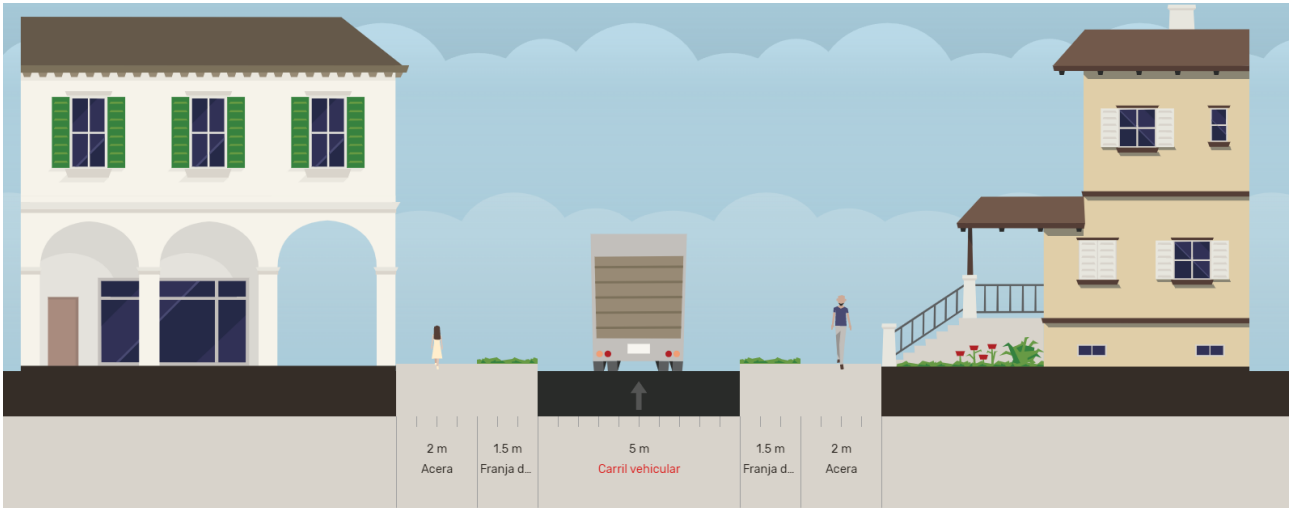 2 m
Acera
1.5 m
Franja d...
5 m
Carril vehicular
1.5 m
Franja d...
2 m
Acera